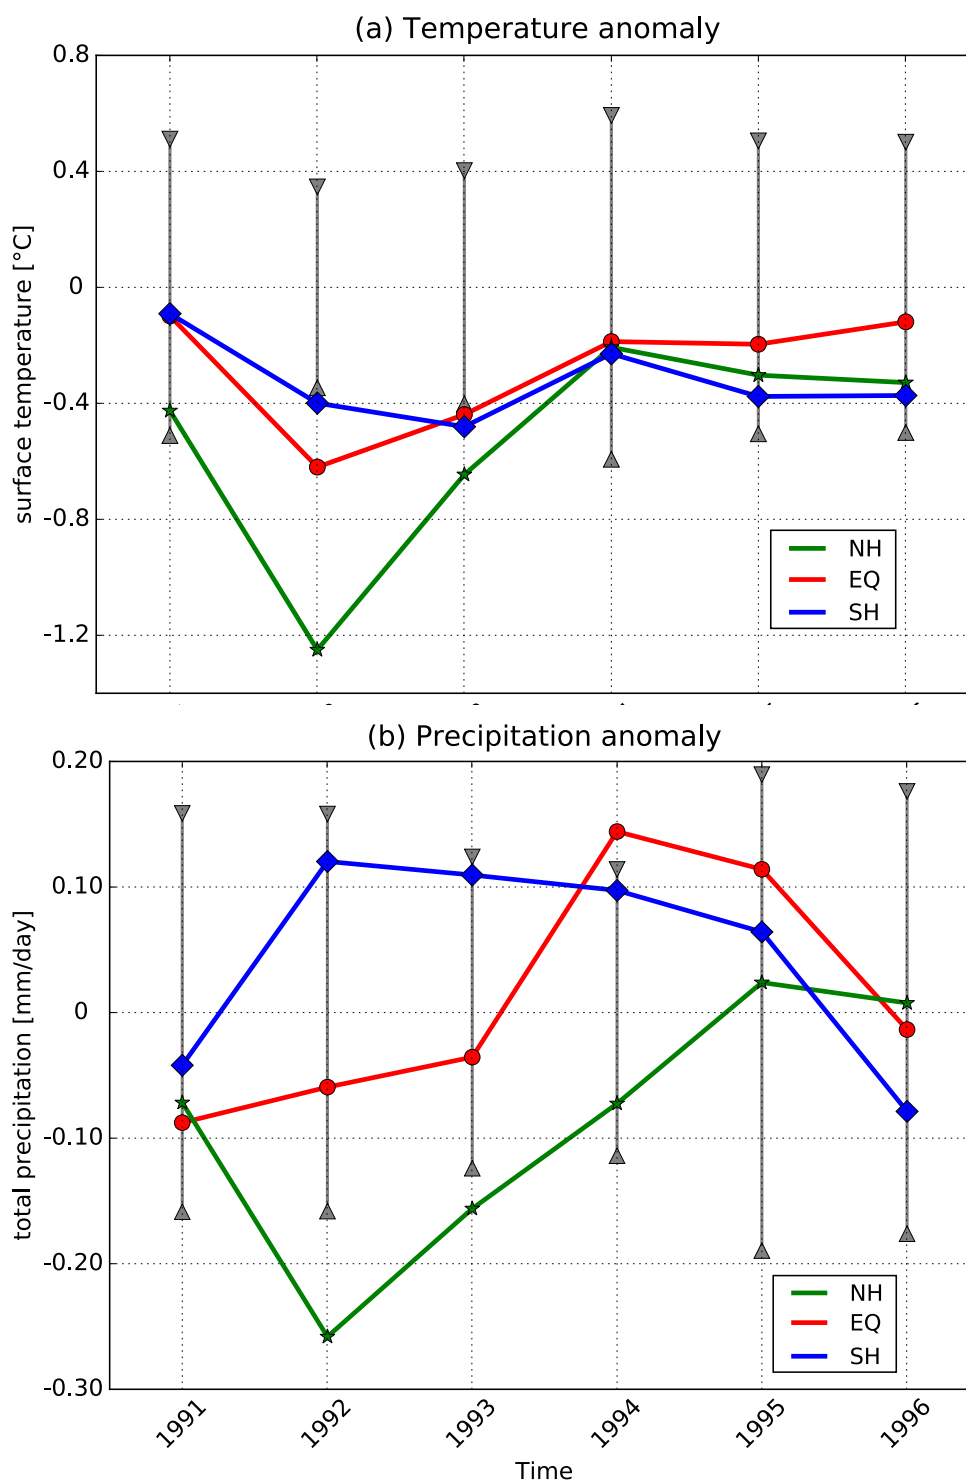 (a) Temperature anomaly
0.8
0.4
0
-0.4
-0.8
-1.2
surface temperature [°C]
NH
EQ
SH
(b) Precipitation anomaly
0.20
0.10
0
-0.10
-0.20
-0.30
total precipitation [mm/day]
NH
EQ
SH
1991
1992
1993
1994
1995
1996
Time